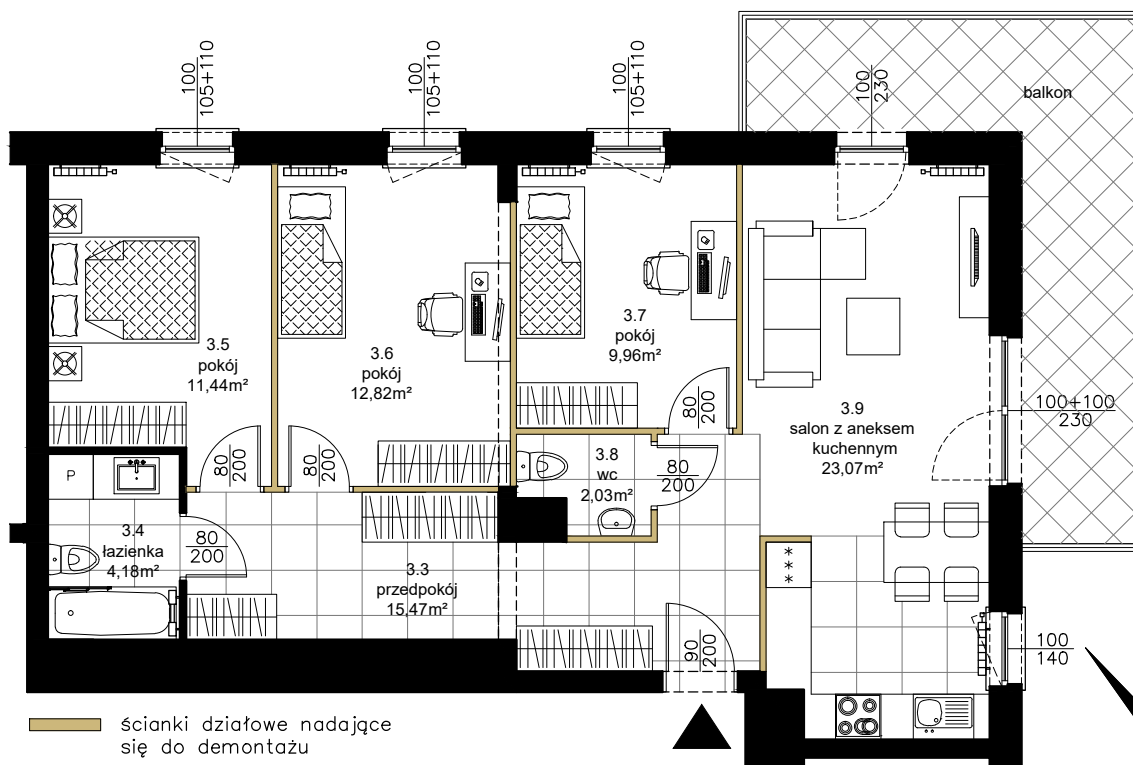 100
105+110
100
105+110
100
105+110
100
230
balkon
3.5
pokój
11,44m²
3.6
pokój
12,82m²
3.7
pokój
9,96m²
3.9
salon z aneksem
kuchennym
23,07m²
100+100
230
80
200
80
200
80
200
3.8
wc
2,03m²
80
200
P
3.4
łazienka
4,18m²
80
200
3.3
przedpokój
15,47m²
90
200
100
140
ścianki działowe nadające
się do demontażu